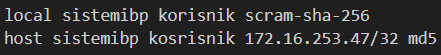 local sistemibp korisnik scram-sha-256
host sistemibp kosrisnik 172.16.253.47/32 md5